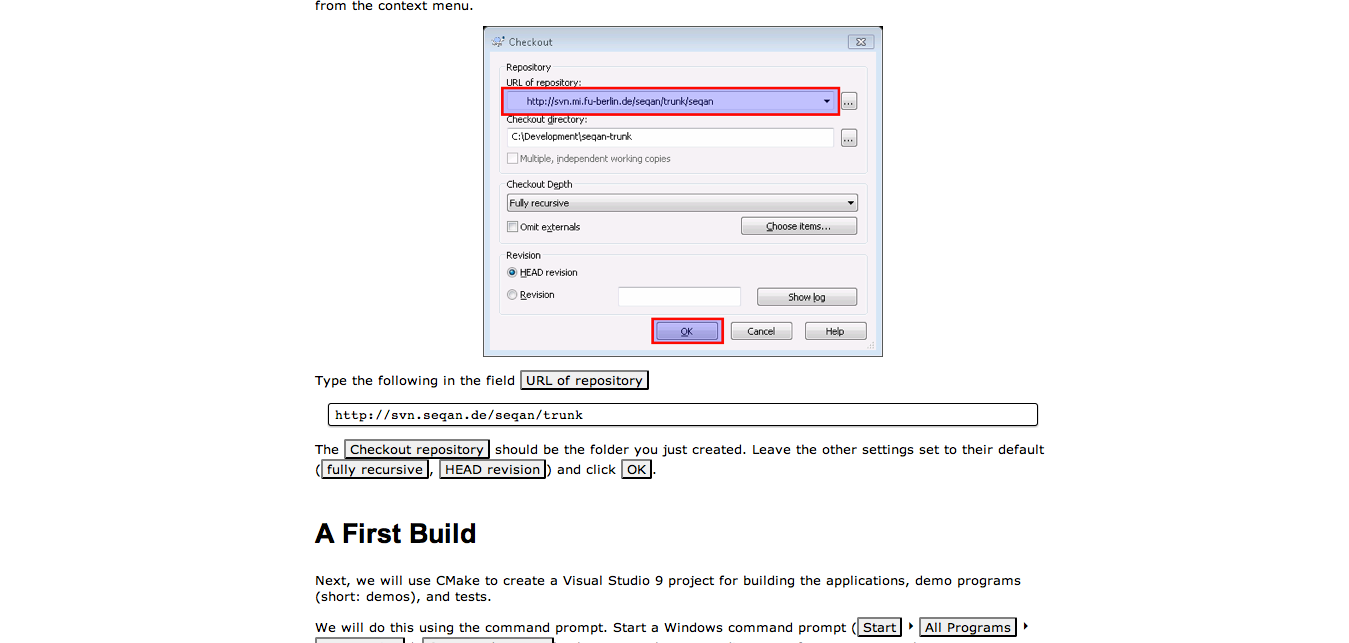 from the context menu.
Checkout
Repository
URL of repository:
http://svn.mi.fu-berlin.de/seqan/trunk/seqan
...
Checkout directory:
C:\Development\seqan-trunk
...
Multiple, independent working copies
Checkout Depth
Fully recursive
Omit externals
Choose items...
Revision
HEAD revision
Revision
Show log
OK
Cancel
Help
Type the following in the field URL of repository
http://svn.seqan.de/seqan/trunk
The Checkout repository should be the folder you just created. Leave the other settings set to their default
(fully recursive, HEAD revision) and click OK.
A First Build
Next, we will use CMake to create a Visual Studio 9 project for building the applications, demo programs
(short: demos), and tests.
We will do this using the command prompt. Start a Windows command prompt (Start ‣ All Programs ‣